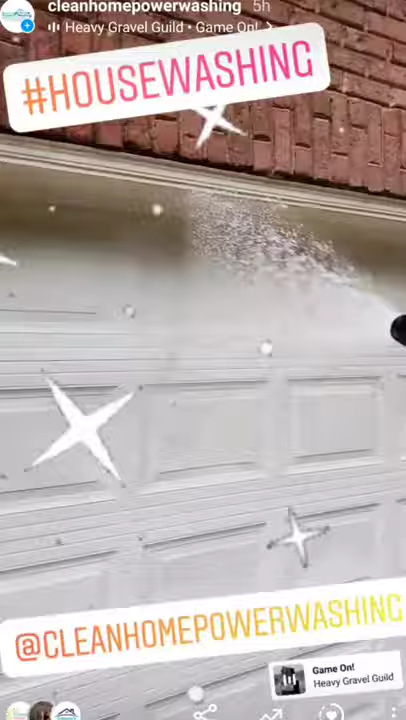 cleanhomepowerwashing 5h
Heavy Gravel Guild • Game On! >
#HOUSEWASHING
@CLEANHOMEPOWERWASHING
Game On!
Heavy Gravel Guild